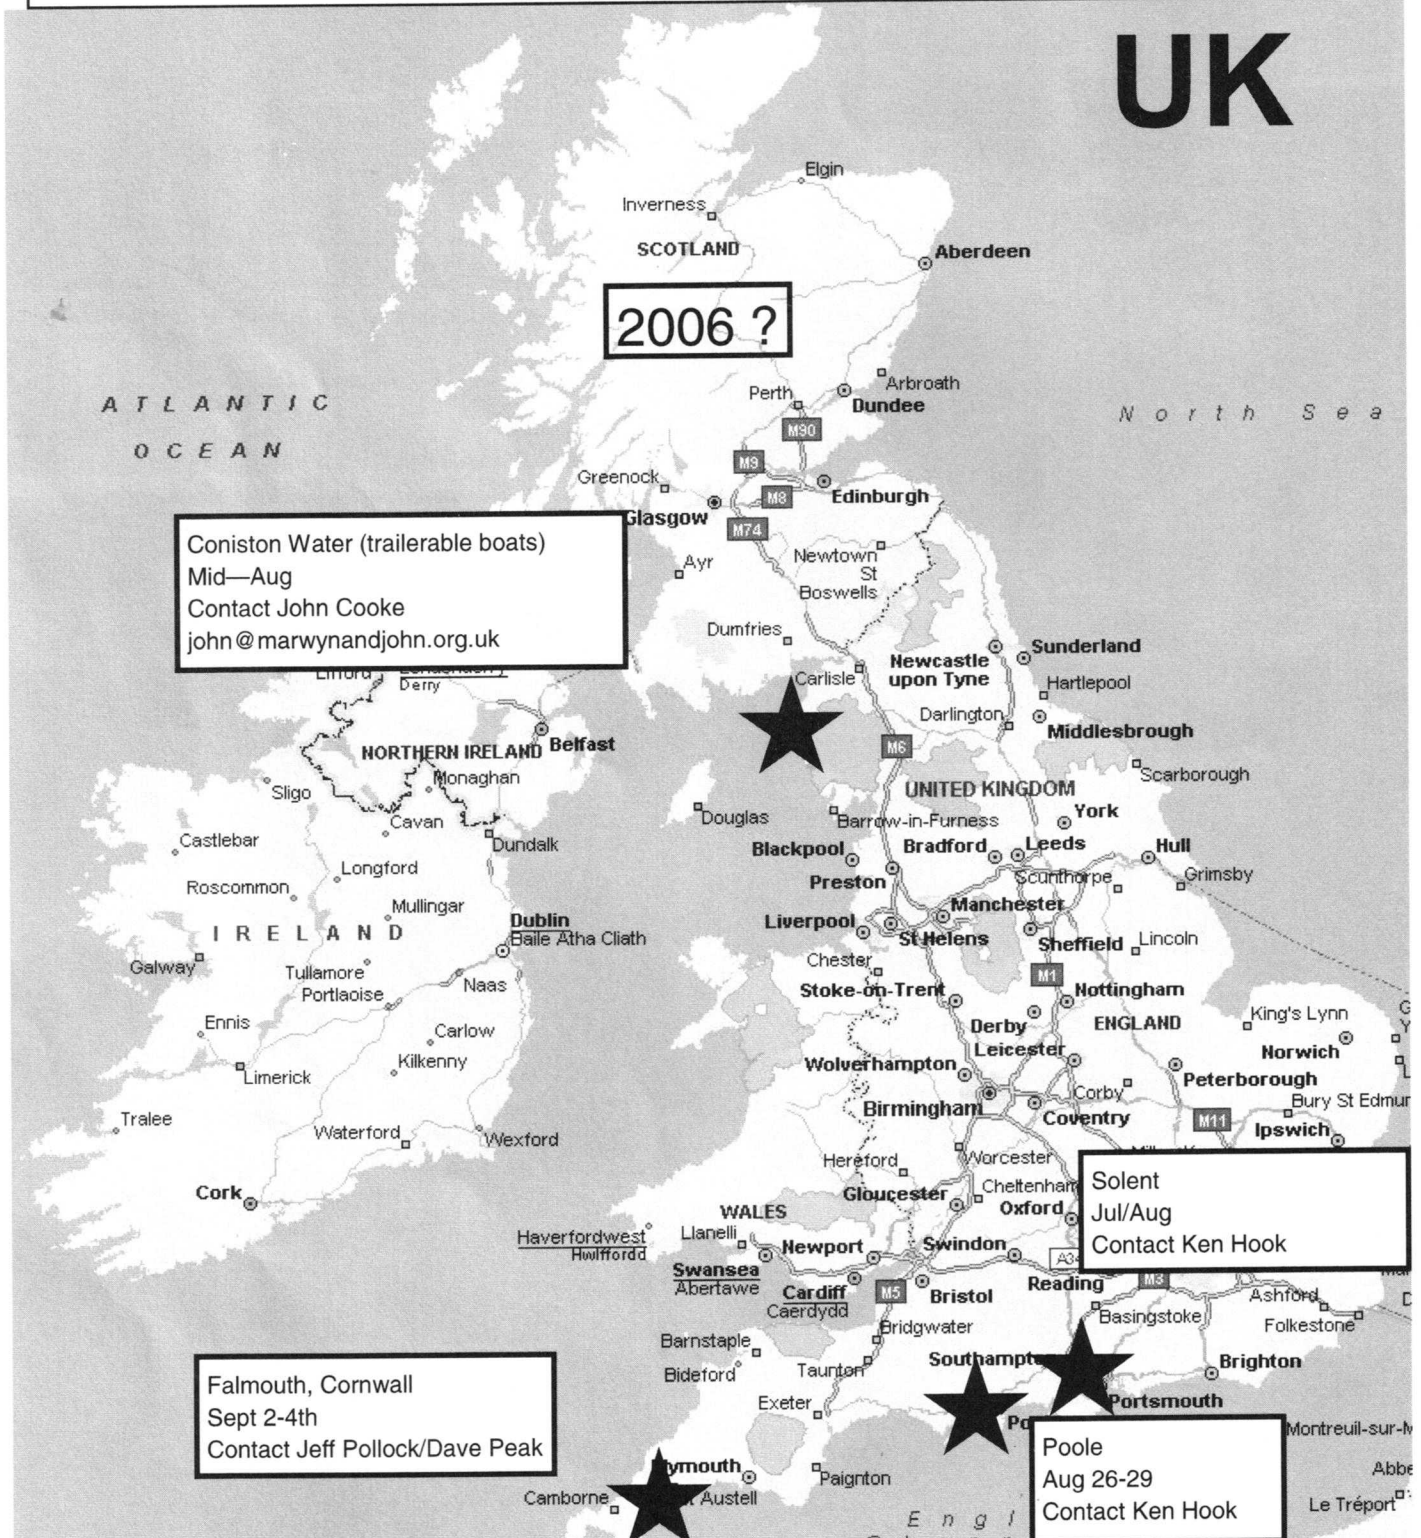 UK
Elgin
Inverness
SCOTLAND
Aberdeen
2006 ?
Arbroath
Perth
Dundee
ATLANTIC
OCEAN
North Sea
M90
M9
Greenock
M8
Edinburgh
Glasgow
M74
Coniston Water (trailerable boats)
Mid—Aug
Contact John Cooke
john@marwynandjohn.org.uk
Newtown
St
Boswells
Ayr
Dumfries
Sunderland
Newcastle
upon Tyne
Carlisle
Lifford
Derry
Hartlepool
Darlington
Middlesbrough
Belfast
NORTHERN IRELAND
M6
Monaghan
Scarborough
Sligo
UNITED KINGDOM
York
Douglas
Barrow-in-Furness
Cavan
Castlebar
Dundalk
Blackpool
Bradford
Leeds
Hull
Longford
Preston
Scunthorpe
Grimsby
Roscommon
Mullingar
Manchester
Dublin
Baile Atha Cliath
Liverpool
St Helens
IRELAND
Sheffield
Lincoln
Galway
Tullamore
Chester
M1
Portlaoise
Naas
Stoke-on-Trent
Nottingham
King's Lynn
Ennis
Carlow
Derby
ENGLAND
Norwich
Leicester
Kilkenny
Wolverhampton
Limerick
Peterborough
Corby
Bury St Edmur
Birmingham
Coventry
M11
Tralee
Ipswich
Waterford
Wexford
Hereford
Worcester
Cork
Gloucester
Cheltenham
Oxford
Solent
Jul/Aug
Contact Ken Hook
WALES
Haverfordwest
Hwlffordd
Llanelli
Newport
Swindon
A34
Swansea
Abertawe
Cardiff
Caerdydd
M5
Bristol
Reading
M3
Ashford
Basingstoke
Folkestone
Bridgwater
Barnstaple
Bideford
Taunton
Southampto
Brighton
Falmouth, Cornwall
Sept 2-4th
Contact Jeff Pollock/Dave Peak
Exeter
Portsmouth
Po
Montreuil-sur-M
Poole
Aug 26-29
Contact Ken Hook
Plymouth
Paignton
Abbe
Camborne
St Austell
Le Tréport
Engl